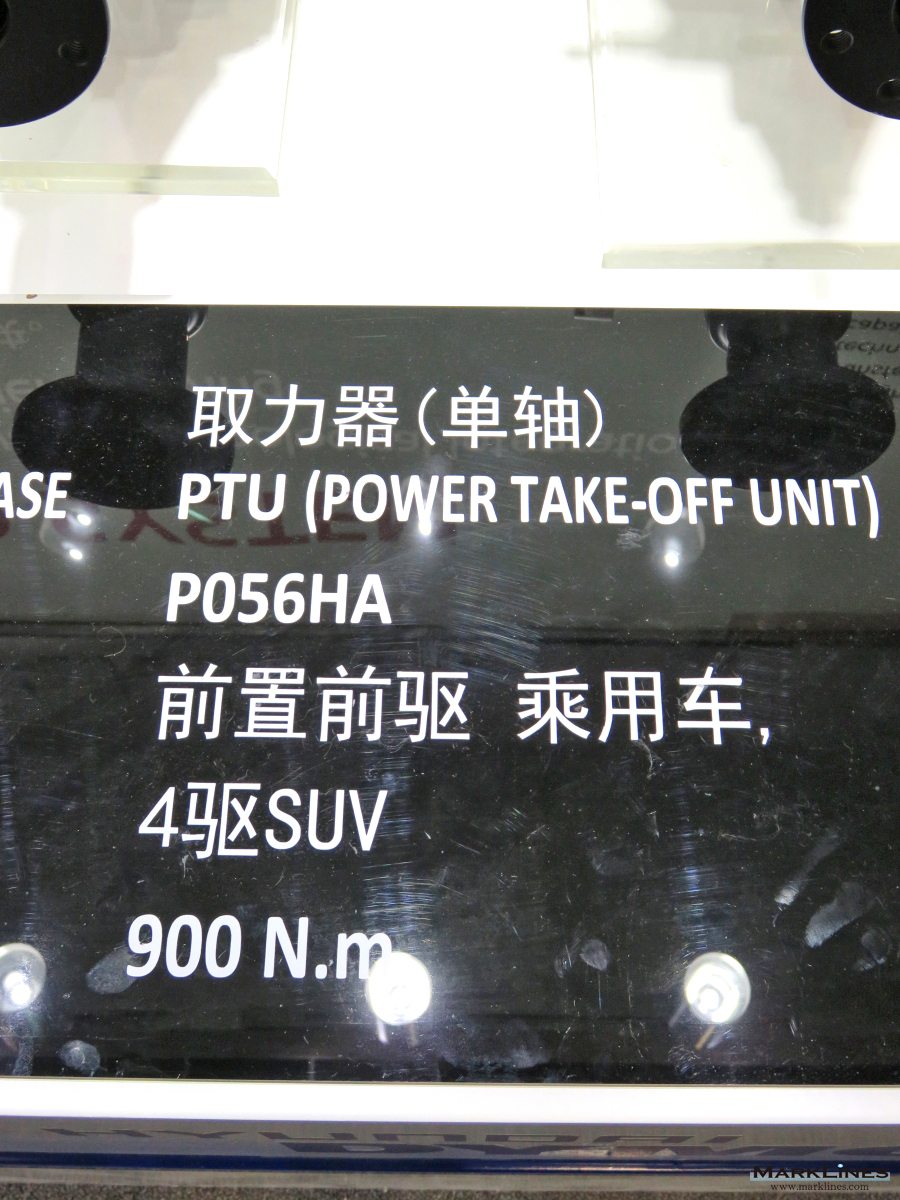 取力器(单轴)
ASE
PTU (POWER TAKE-OFF UNIT)
P056HA
前置前驱 乘用车,
4驱SUV
900 N.m
MARKLINES
www.marklines.com